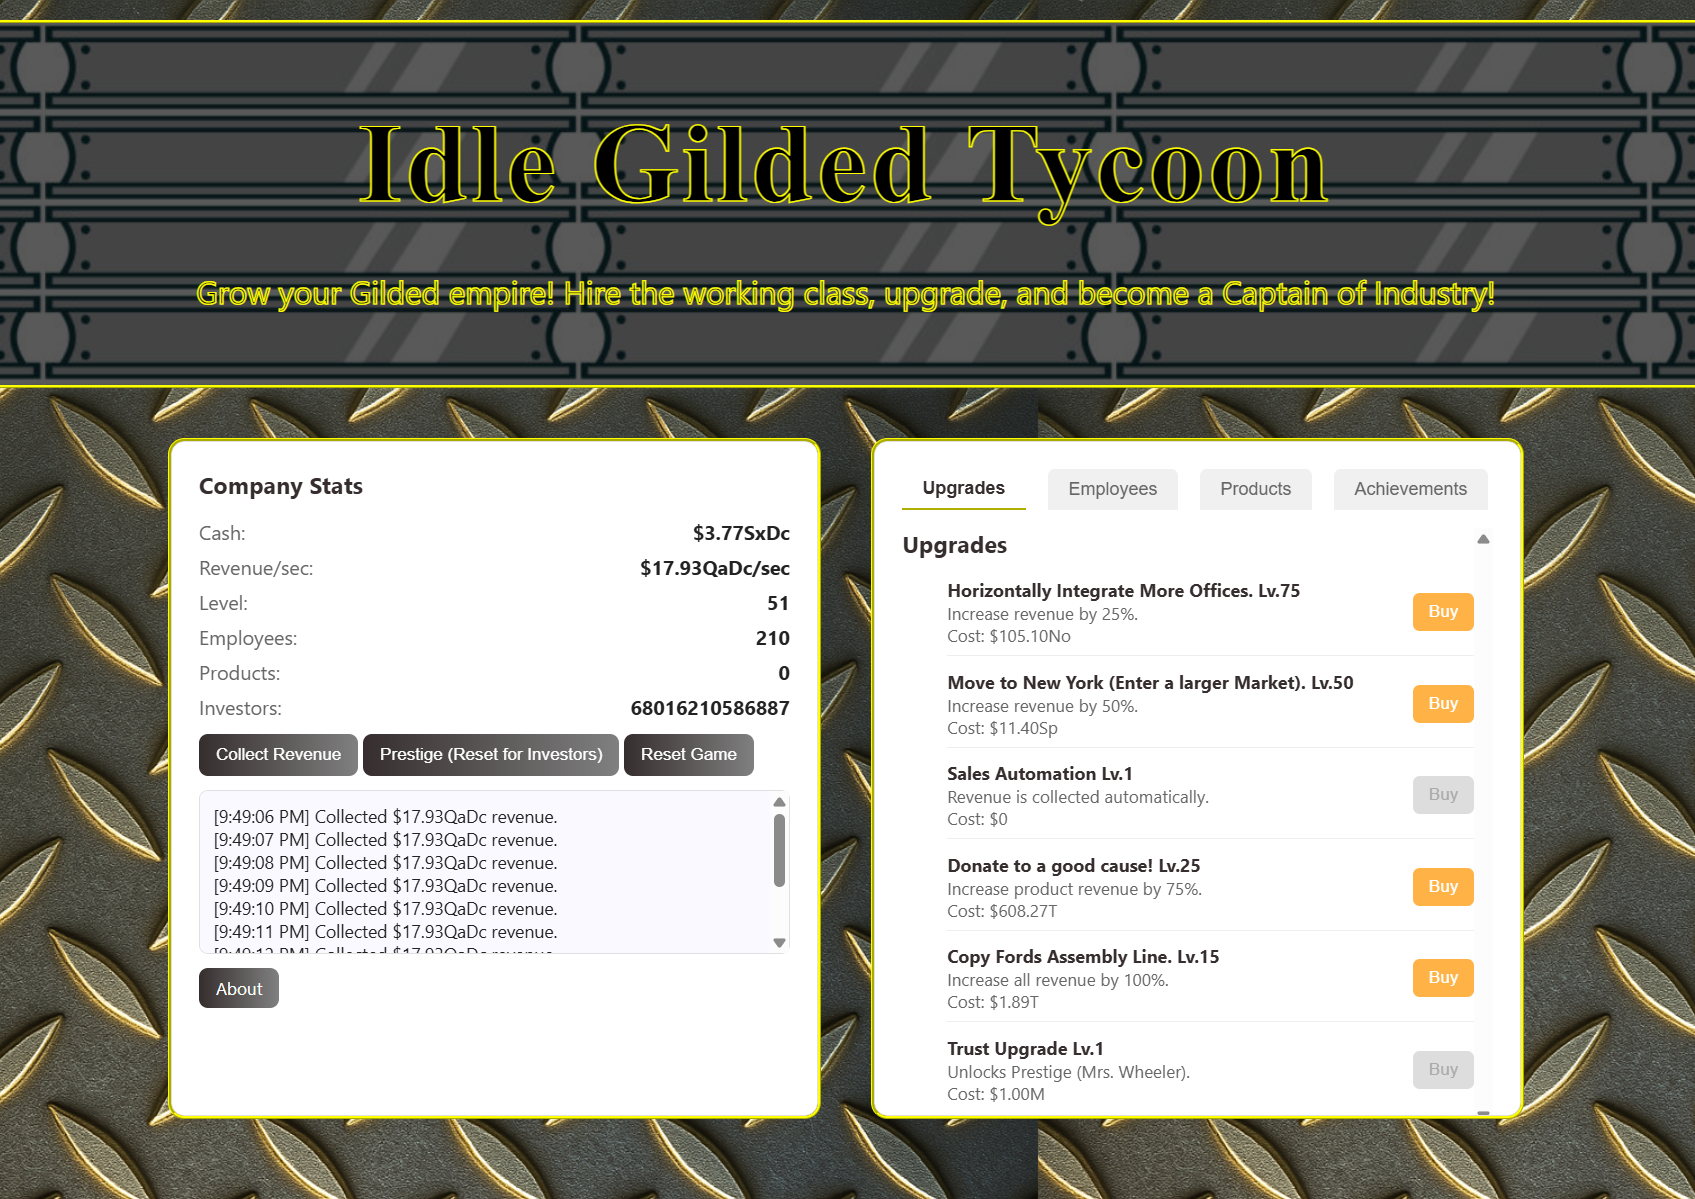 Idle Gilded Tycoon
Grow your Gilded empire! Hire the working class, upgrade, and become a Captain of Industry!
Company Stats
Cash: $3.77SxDc
Revenue/sec: $17.93QaDc/sec
Level: 51
Employees: 210
Products: 0
Investors: 68016210586887
Collect Revenue Prestige (Reset for Investors) Reset Game
[9:49:06 PM] Collected $17.93QaDc revenue.
[9:49:07 PM] Collected $17.93QaDc revenue.
[9:49:08 PM] Collected $17.93QaDc revenue.
[9:49:09 PM] Collected $17.93QaDc revenue.
[9:49:10 PM] Collected $17.93QaDc revenue.
[9:49:11 PM] Collected $17.93QaDc revenue.
About
Upgrades Employees Products Achievements
Upgrades
Horizontally Integrate More Offices. Lv.75
Increase revenue by 25%.
Cost: $105.10No
Buy
Move to New York (Enter a larger Market). Lv.50
Increase revenue by 50%.
Cost: $11.40Sp
Buy
Sales Automation Lv.1
Revenue is collected automatically.
Cost: $0
Buy
Donate to a good cause! Lv.25
Increase product revenue by 75%.
Cost: $608.27T
Buy
Copy Fords Assembly Line. Lv.15
Increase all revenue by 100%.
Cost: $1.89T
Buy
Trust Upgrade Lv.1
Unlocks Prestige (Mrs. Wheeler).
Cost: $1.00M
Buy